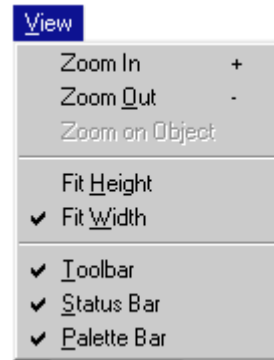 View
Zoom In +
Zoom Out -
Zoom on Object
Fit Height
Fit Width
Toolbar
Status Bar
Palette Bar